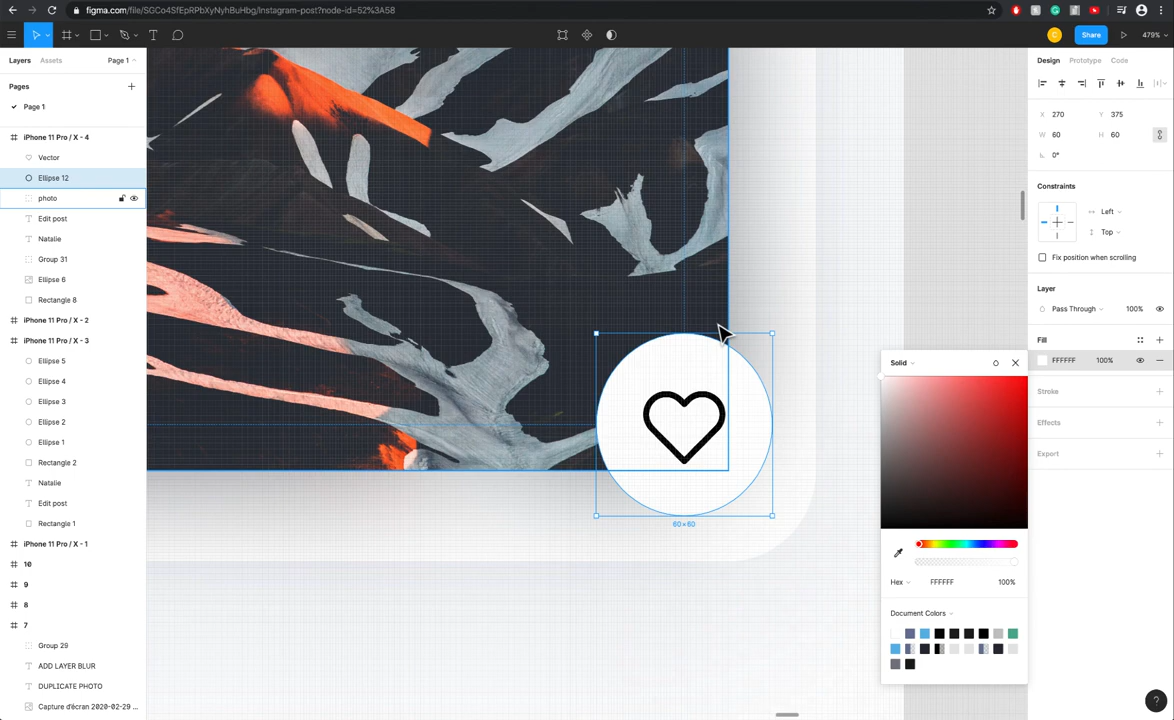 figma.com/file/SGCo4SfEpRPbXyNyhBuHbg/Instagram-post?node-id=52%3A58
Share
479%
Layers Assets Page 1
Pages
Page 1
iPhone 11 Pro / X - 4
Vector
Ellipse 12
photo
Edit post
Natalie
Group 31
Ellipse 6
Rectangle 8
iPhone 11 Pro / X - 2
iPhone 11 Pro / X - 3
Ellipse 5
Ellipse 4
Ellipse 3
Ellipse 2
Ellipse 1
Rectangle 2
Natalie
Edit post
Rectangle 1
iPhone 11 Pro / X - 1
10
9
8
7
Group 29
ADD LAYER BLUR
DUPLICATE PHOTO
Capture d'écran 2020-02-29 ...
60×60
Design Prototype Code
X 270 Y 375
W 60 H 60
0°
Constraints
Left
Top
Fix position when scrolling
Layer
Pass Through 100%
Fill
FFFFFF 100%
Stroke
Effects
Export
Solid
Hex FFFFFF 100%
Document Colors
?